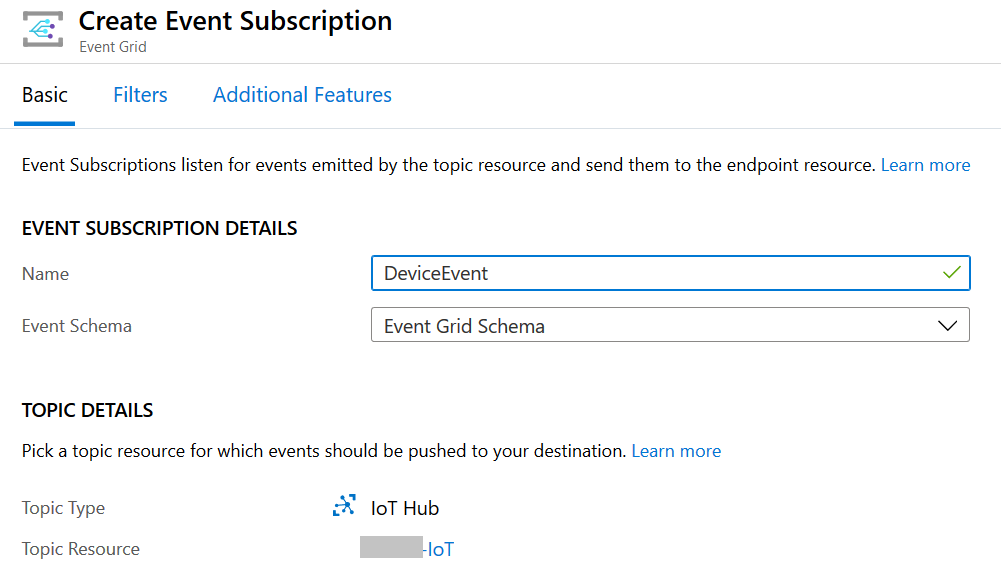 Create Event Subscription
Event Grid
Basic Filters Additional Features
Event Subscriptions listen for events emitted by the topic resource and send them to the endpoint resource. Learn more
EVENT SUBSCRIPTION DETAILS
Name DeviceEvent
Event Schema Event Grid Schema
TOPIC DETAILS
Pick a topic resource for which events should be pushed to your destination. Learn more
Topic Type IoT Hub
Topic Resource -IoT